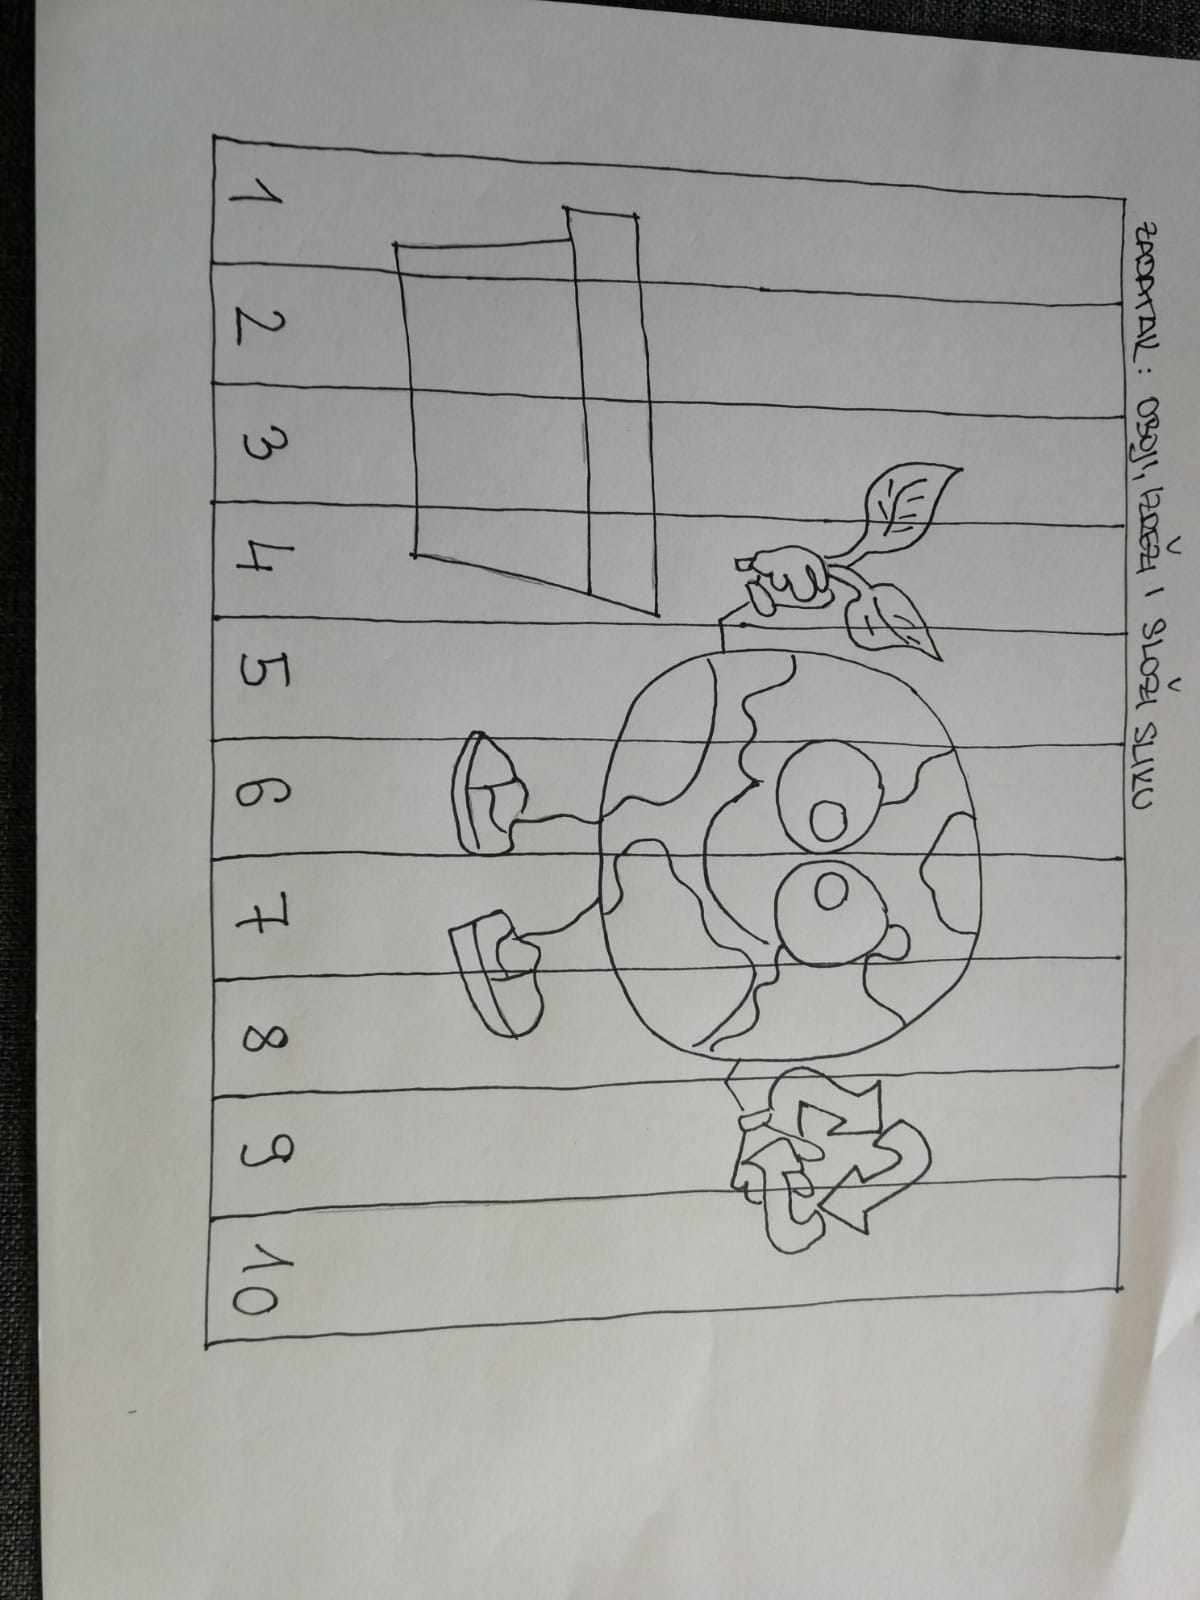 ZADATAK: OBOJI, IZREŽI I SLOŽI SLIKU
1 2 3 4 5 6 7 8 9 10